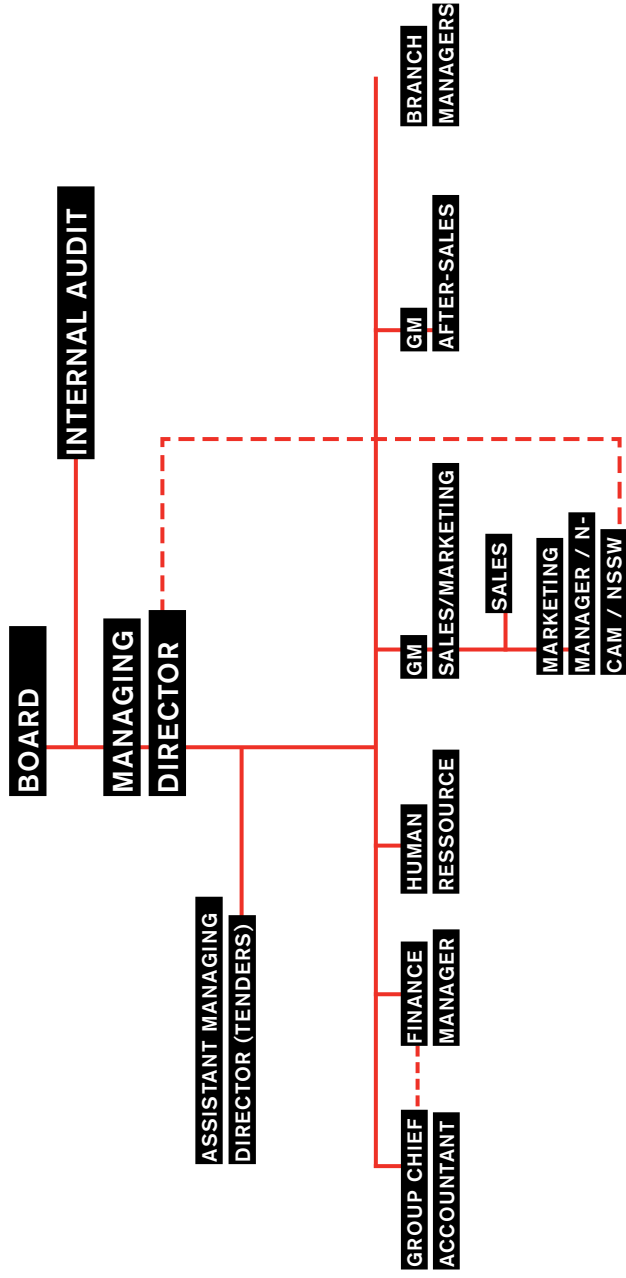 BOARD
INTERNAL AUDIT
MANAGING
DIRECTOR
ASSISTANT MANAGING
DIRECTOR (TENDERS)
GROUP CHIEF
ACCOUNTANT
FINANCE
MANAGER
HUMAN
RESSOURCE
GM
SALES/MARKETING
SALES
MARKETING
MANAGER / N-
CAM / NSSW
GM
AFTER-SALES
BRANCH
MANAGERS